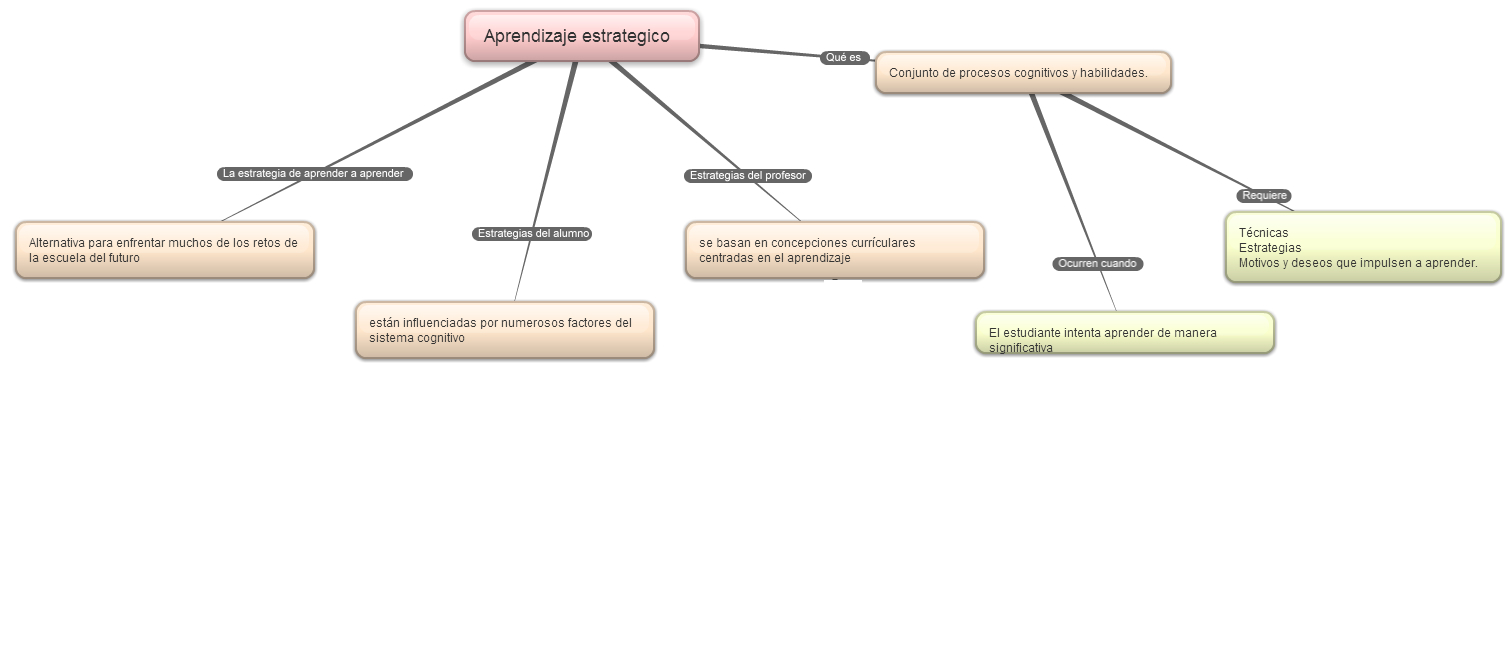 Aprendizaje estrategico
Qué es
Conjunto de procesos cognitivos y habilidades.
La estrategia de aprender a aprender
Estrategias del profesor
Requiere
Estrategias del alumno
Ocurren cuando
Alternativa para enfrentar muchos de los retos de
la escuela del futuro
se basan en concepciones currículares
centradas en el aprendizaje
Técnicas
Estrategias
Motivos y deseos que impulsen a aprender.
están influenciadas por numerosos factores del
sistema cognitivo
El estudiante intenta aprender de manera
significativa